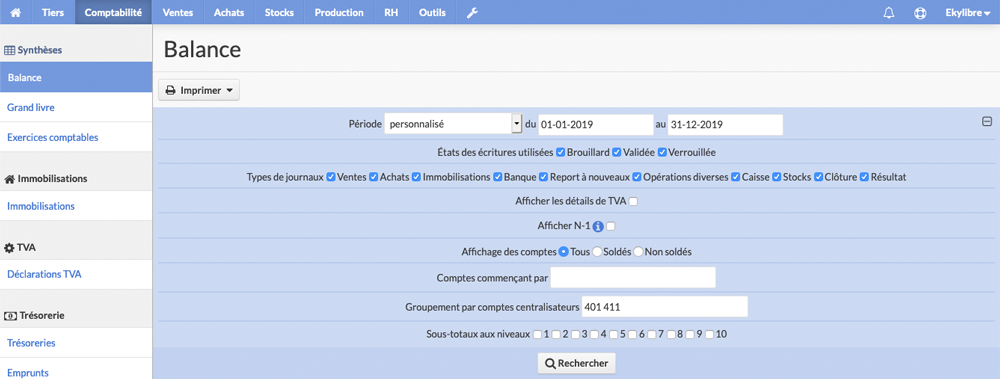 Tiers Comptabilité Ventes Achats Stocks Production RH Outils Ekylibre
Synthèses
Balance
Grand livre
Exercices comptables
Immobilisations
Immobilisations
TVA
Déclarations TVA
Trésorerie
Trésoreries
Emprunts
Balance
Imprimer
Période personnalisé du 01-01-2019 au 31-12-2019
États des écritures utilisées Brouillard Validée Verrouillée
Types de journaux Ventes Achats Immobilisations Banque Report à nouveaux Opérations diverses Caisse Stocks Clôture Résultat
Afficher les détails de TVA
Afficher N-1
Affichage des comptes Tous Soldés Non soldés
Comptes commençant par
Groupement par comptes centralisateurs 401 411
Sous-totaux aux niveaux 1 2 3 4 5 6 7 8 9 10
Rechercher